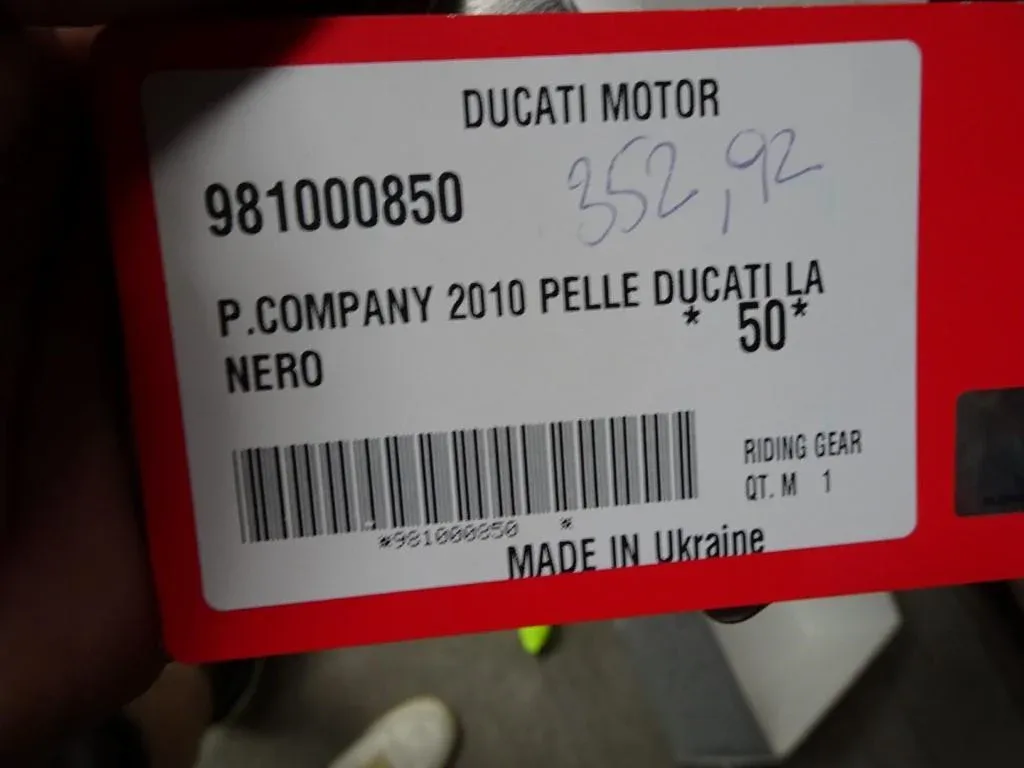 DUCATI MOTOR
981000850
352,92
P.COMPANY 2010 PELLE DUCATI LA
* 50*
NERO
RIDING GEAR
QT. M 1
*981000850 *
MADE IN Ukraine